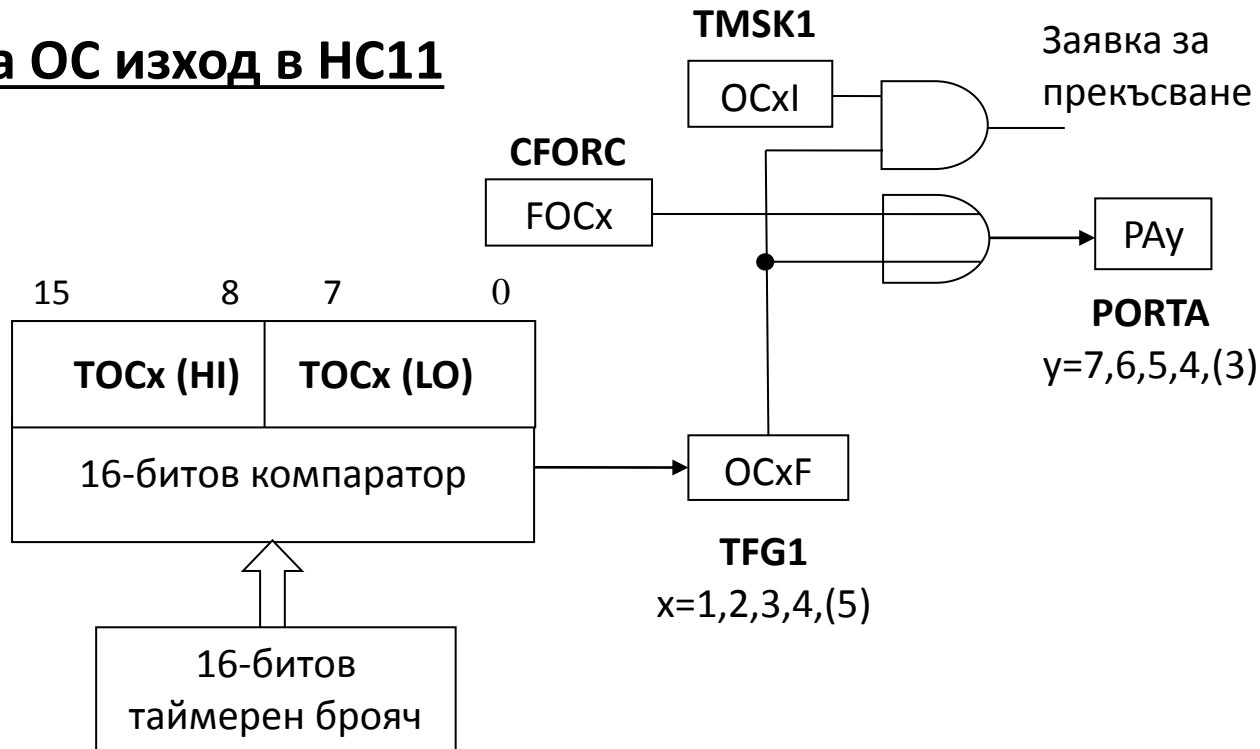 а ОС изход в HC11
TMSK1
OCxI
Заявка за
прекъсване
CFORC
FOCx
PAy
PORTA
y=7,6,5,4,(3)
15 8 7 0
TOCx (HI) TOCx (LO)
16-битов компаратор
OCxF
TFG1
x=1,2,3,4,(5)
16-битов
таймерен брояч